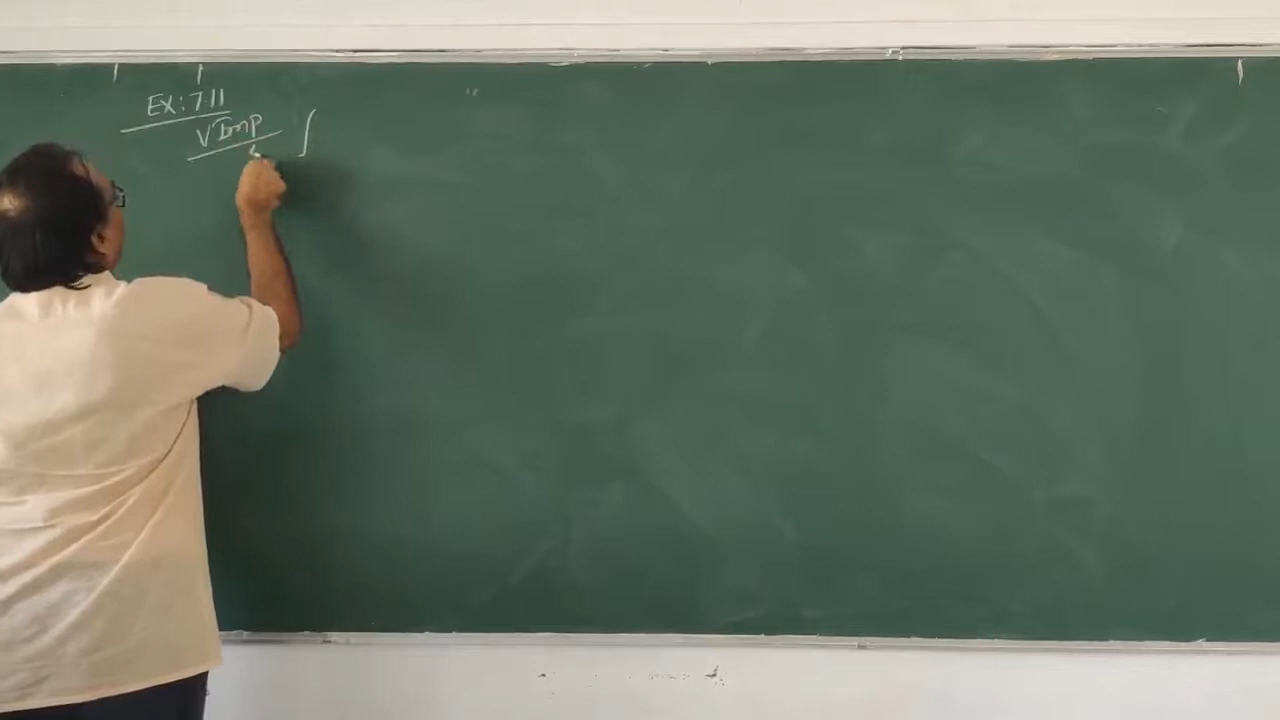 Ex: 7.11
V Imp ∫